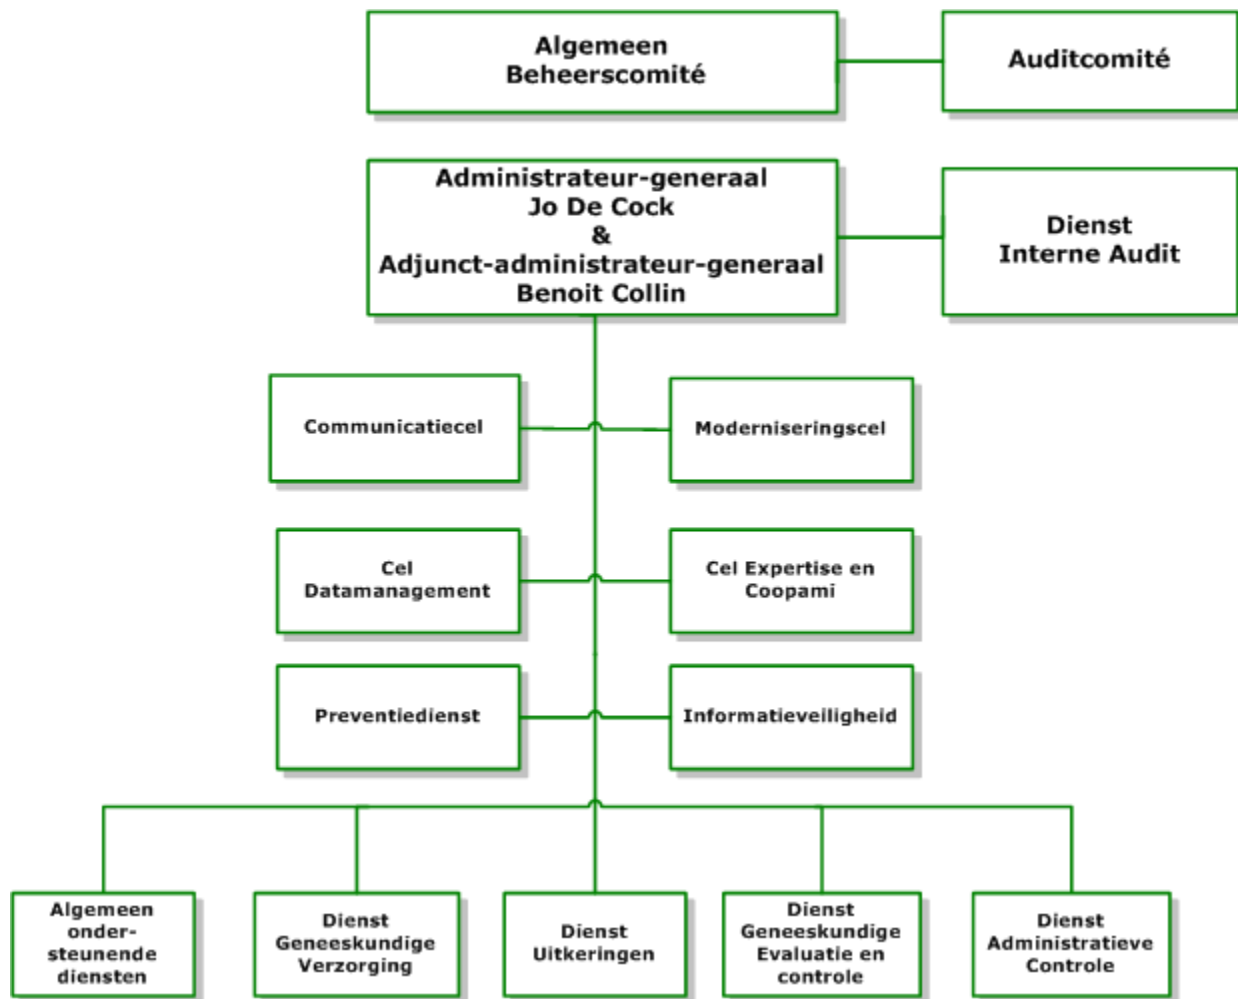 Algemeen
Beheerscomité
Auditcomité
Administrateur-generaal
Jo De Cock
&
Adjunct-administrateur-generaal
Benoit Collin
Dienst
Interne Audit
Communicatiecel
Moderniseringscel
Cel
Datamanagement
Cel Expertise en
Coopami
Preventiedienst
Informatieveiligheid
Algemeen
onder-
steunende
diensten
Dienst
Geneeskundige
Verzorging
Dienst
Uitkeringen
Dienst
Geneeskundige
Evaluatie en
controle
Dienst
Administratieve
Controle